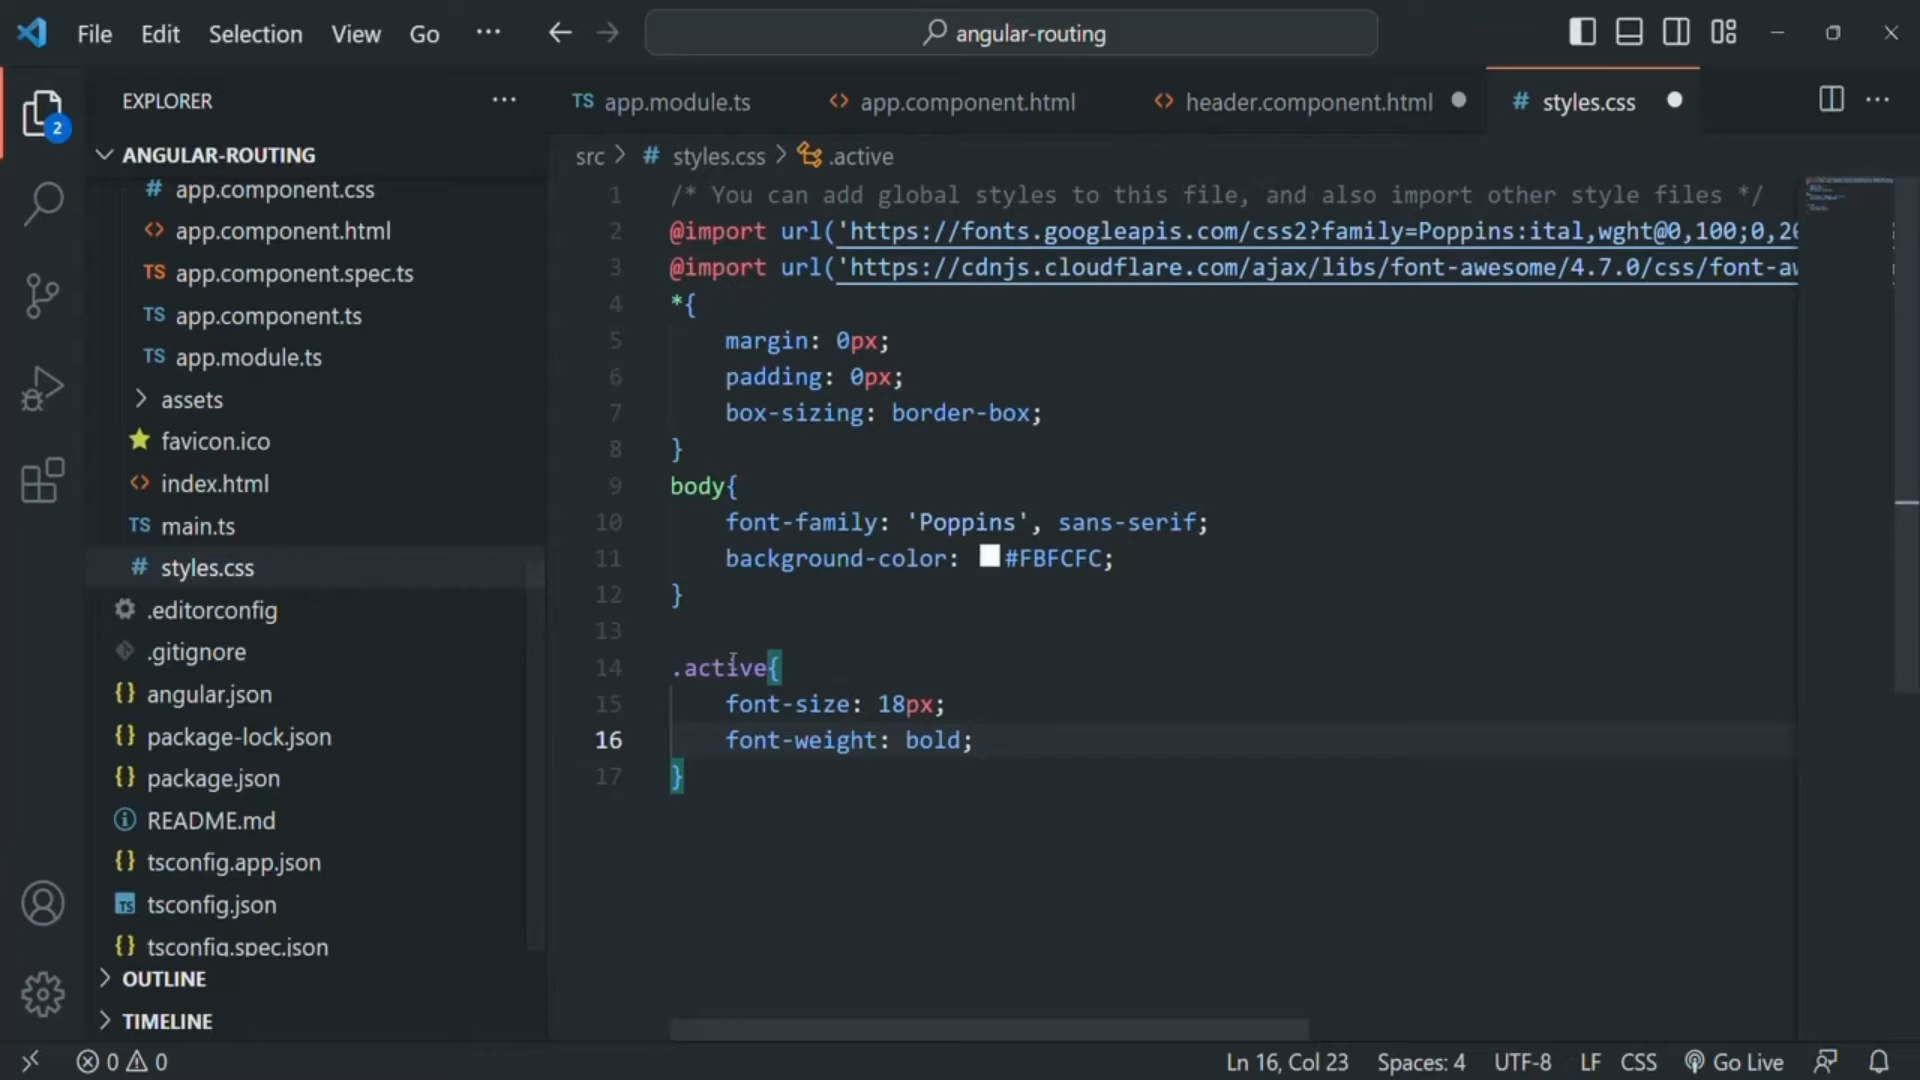 File Edit Selection View Go ··· angular-routing
EXPLORER ···
app.module.ts app.component.html header.component.html styles.css ···
TS <> <> #
2
ANGULAR-ROUTING
src > # styles.css > .active
# app.component.css
<> app.component.html
TS app.component.spec.ts
TS app.component.ts
TS app.module.ts
assets
favicon.ico
<> index.html
TS main.ts
# styles.css
.editorconfig
.gitignore
{} angular.json
{} package-lock.json
{} package.json
README.md
{} tsconfig.app.json
TS tsconfig.json
{} tsconfig.spec.json
OUTLINE
TIMELINE
1 /* You can add global styles to this file, and also import other style files */
2 @import url('https://fonts.googleapis.com/css2?family=Poppins:ital,wght@0,100;0,20
3 @import url('https://cdnjs.cloudflare.com/ajax/libs/font-awesome/4.7.0/css/font-aw
4 *{
5 margin: 0px;
6 padding: 0px;
7 box-sizing: border-box;
8 }
9 body{
10 font-family: 'Poppins', sans-serif;
11 background-color: #FBFCFC;
12 }
13
14 .active{
15 font-size: 18px;
16 font-weight: bold;
17 }
0 0 Ln 16, Col 23 Spaces: 4 UTF-8 LF CSS Go Live